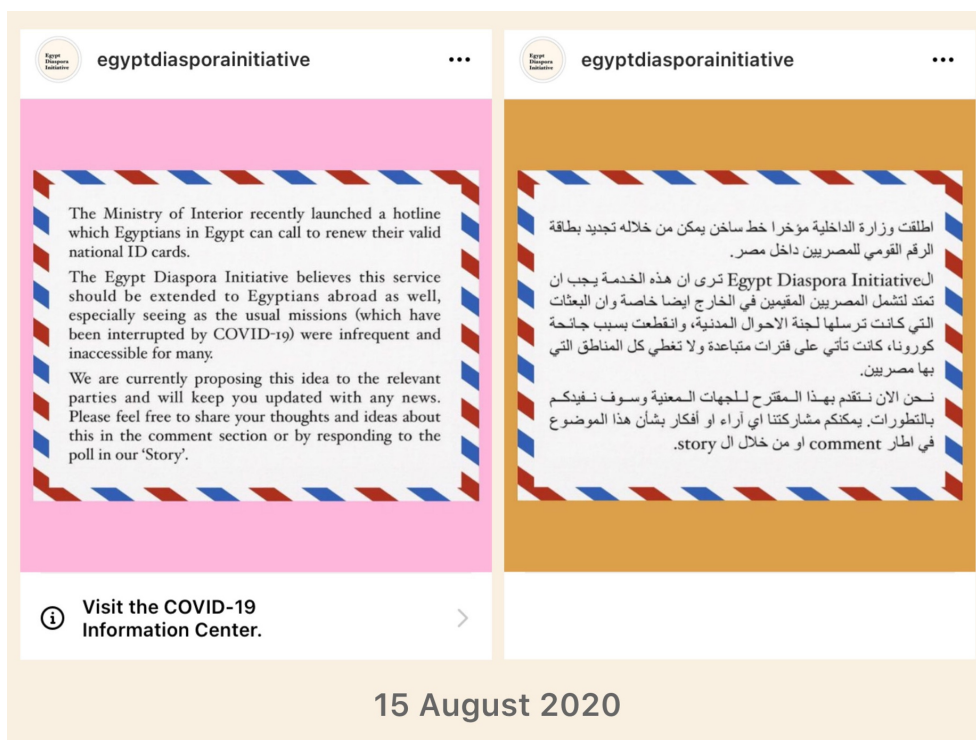 Egypt
Diaspora
Initiative
egyptdiasporainitiative
The Ministry of Interior recently launched a hotline
which Egyptians in Egypt can call to renew their valid
national ID cards.
The Egypt Diaspora Initiative believes this service
should be extended to Egyptians abroad as well,
especially seeing as the usual missions (which have
been interrupted by COVID-19) were infrequent and
inaccessible for many.
We are currently proposing this idea to the relevant
parties and will keep you updated with any news.
Please feel free to share your thoughts and ideas about
this in the comment section or by responding to the
poll in our ‘Story’.
Visit the COVID-19
Information Center.
Egypt
Diaspora
Initiative
egyptdiasporainitiative
اطلقت وزارة الداخلية مؤخرا خط ساخن يمكن من خلاله تجديد بطاقة
الرقم القومي للمصريين داخل مصر.
الEgypt Diaspora Initiative ترى ان هذه الخدمة يجب ان
تمتد لتشمل المصريين المقيمين في الخارج ايضا خاصة وان البعثات
التي كانت ترسلها لجنة الاحوال المدنية، وانقطعت بسبب جائحة
كورونا، كانت تأتي على فترات متباعدة ولا تغطي كل المناطق التي
بها مصريين.
نحن الان نتقدم بهذا المقترح للجهات المعنية وسوف نفيدكم
بالتطورات. يمكنكم مشاركتنا اي آراء او أفكار بشأن هذا الموضوع
في اطار comment او من خلال ال story.
15 August 2020